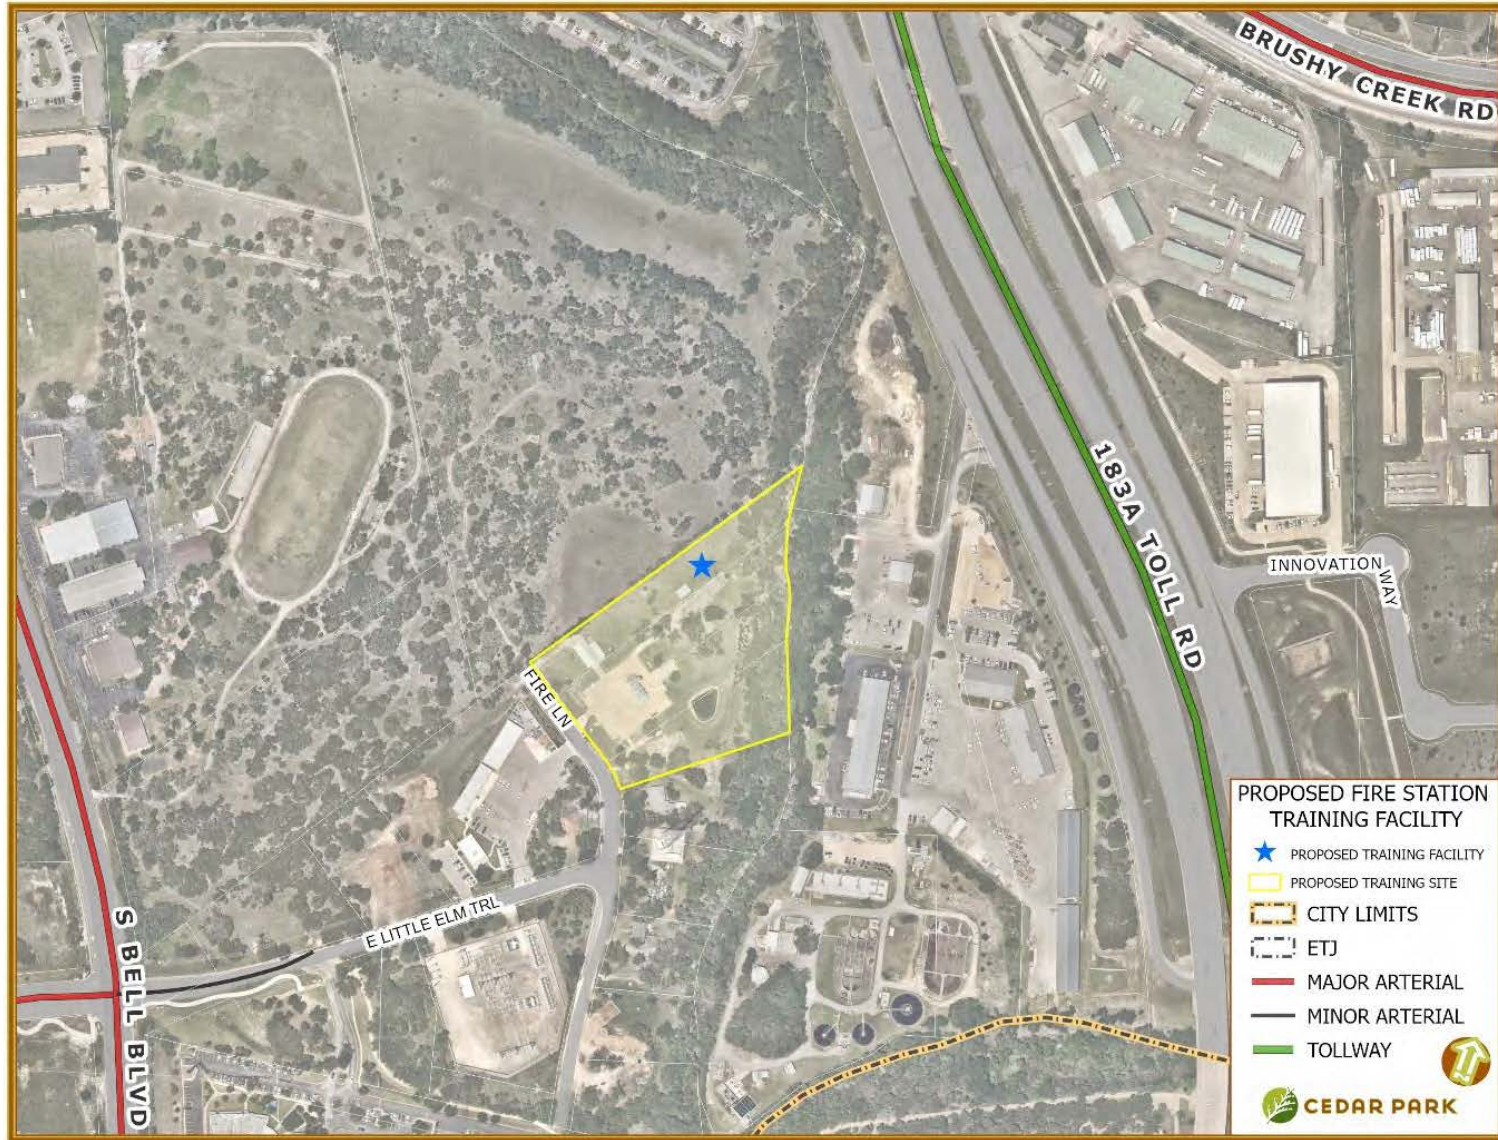 BRUSHY CREEK RD
183A TOLL RD
INNOVATION WAY
FIRE LN
E LITTLE ELM TRL
S BELL BLVD
PROPOSED FIRE STATION
TRAINING FACILITY
PROPOSED TRAINING FACILITY
PROPOSED TRAINING SITE
CITY LIMITS
ETJ
MAJOR ARTERIAL
MINOR ARTERIAL
TOLLWAY
N
CEDAR PARK